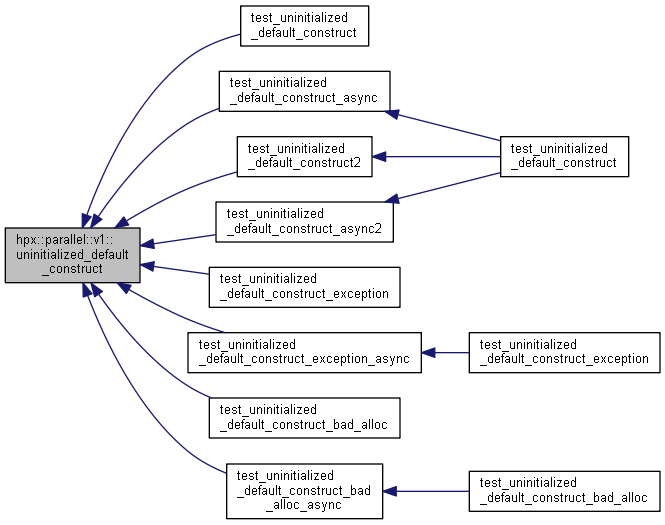 test_uninitialized
_default_construct
test_uninitialized
_default_construct_async
test_uninitialized
_default_construct2
test_uninitialized
_default_construct
test_uninitialized
_default_construct_async2
hpx::parallel::v1::
uninitialized_default
_construct
test_uninitialized
_default_construct_exception
test_uninitialized
_default_construct_exception_async
test_uninitialized
_default_construct_exception
test_uninitialized
_default_construct_bad_alloc
test_uninitialized
_default_construct_bad
_alloc_async
test_uninitialized
_default_construct_bad_alloc